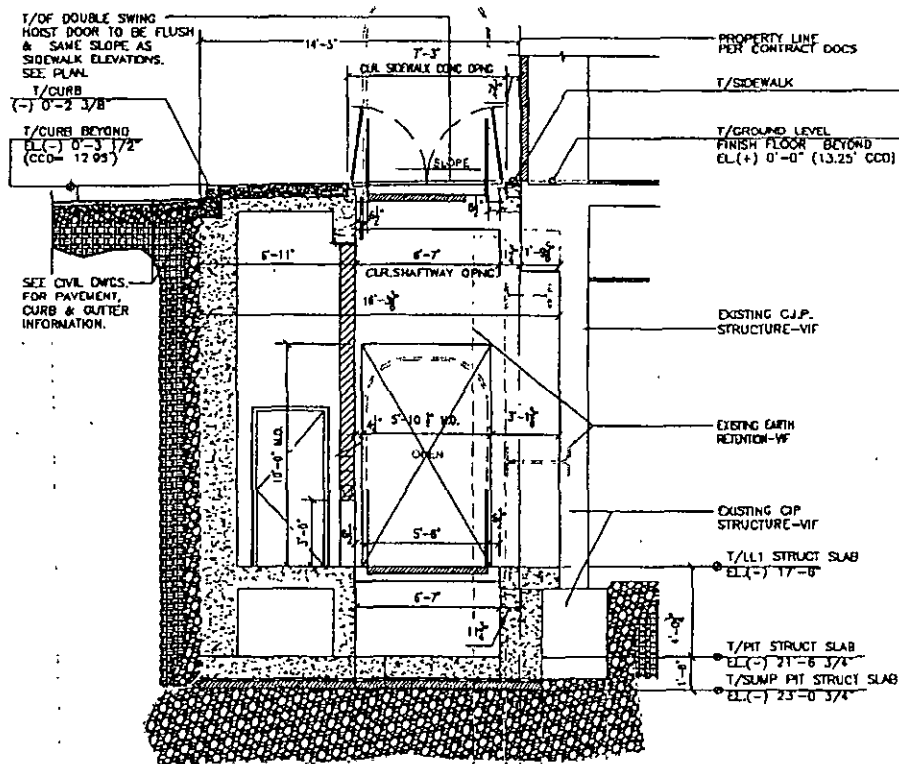 T/OF DOUBLE SWING
HOIST DOOR TO BE FLUSH
& SAME SLOPE AS
SIDEWALK ELEVATIONS.
SEE PLAN.
T/CURB
(-) 0'-2 3/8"
T/CURB BEYOND
EL.(-) 0'-3 1/2"
(CCD= 12.95')
14'-5"
7'-3"
CLR. SIDEWALK CONC OPNG
SLOPE
PROPERTY LINE
PER CONTRACT DOCS
T/SIDEWALK
T/GROUND LEVEL
FINISH FLOOR BEYOND
EL.(+) 0'-0" (13.25' CCD)
SEE CIVIL DWGS.
FOR PAVEMENT,
CURB & GUTTER
INFORMATION.
6'-11"
6'-7"
CLR.SHAFTWAY OPNG
EXISTING C.I.P.
STRUCTURE-VIF
10'-0" M.O.
OPEN
3'-0"
5'-8"
6'-7"
EXISTING EARTH
RETENTION-VIF
EXISTING CIP
STRUCTURE-VIF
T/LL1 STRUCT SLAB
T/PIT STRUCT SLAB
EL.(-) 21'-6 3/4"
T/SUMP PIT STRUCT SLAB
EL.(-) 23'-0 3/4"